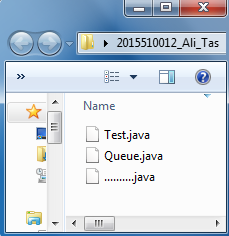 2015510012_Ali_Tas
»
Name
Test.java
Queue.java
..........java